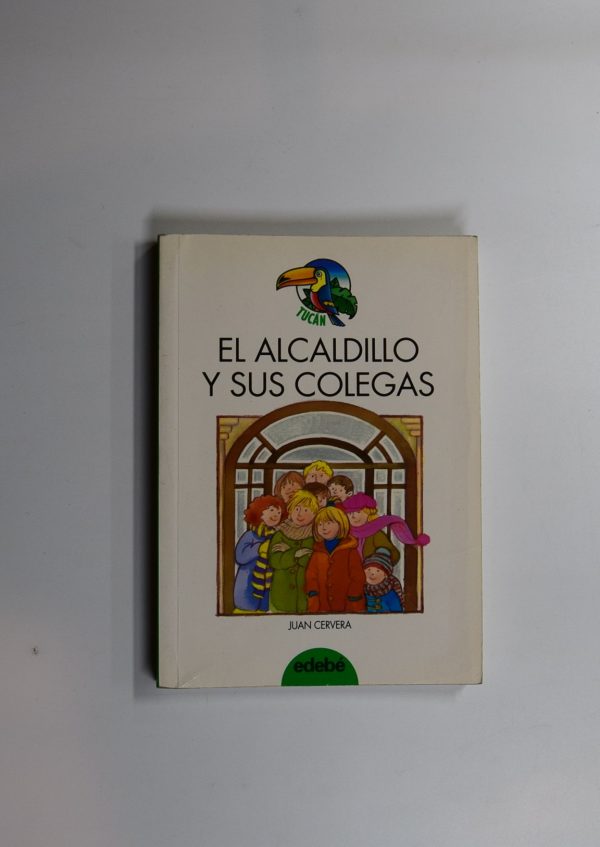 TUCÁN
EL ALCALDILLO
Y SUS COLEGAS
JUAN CERVERA
edebé